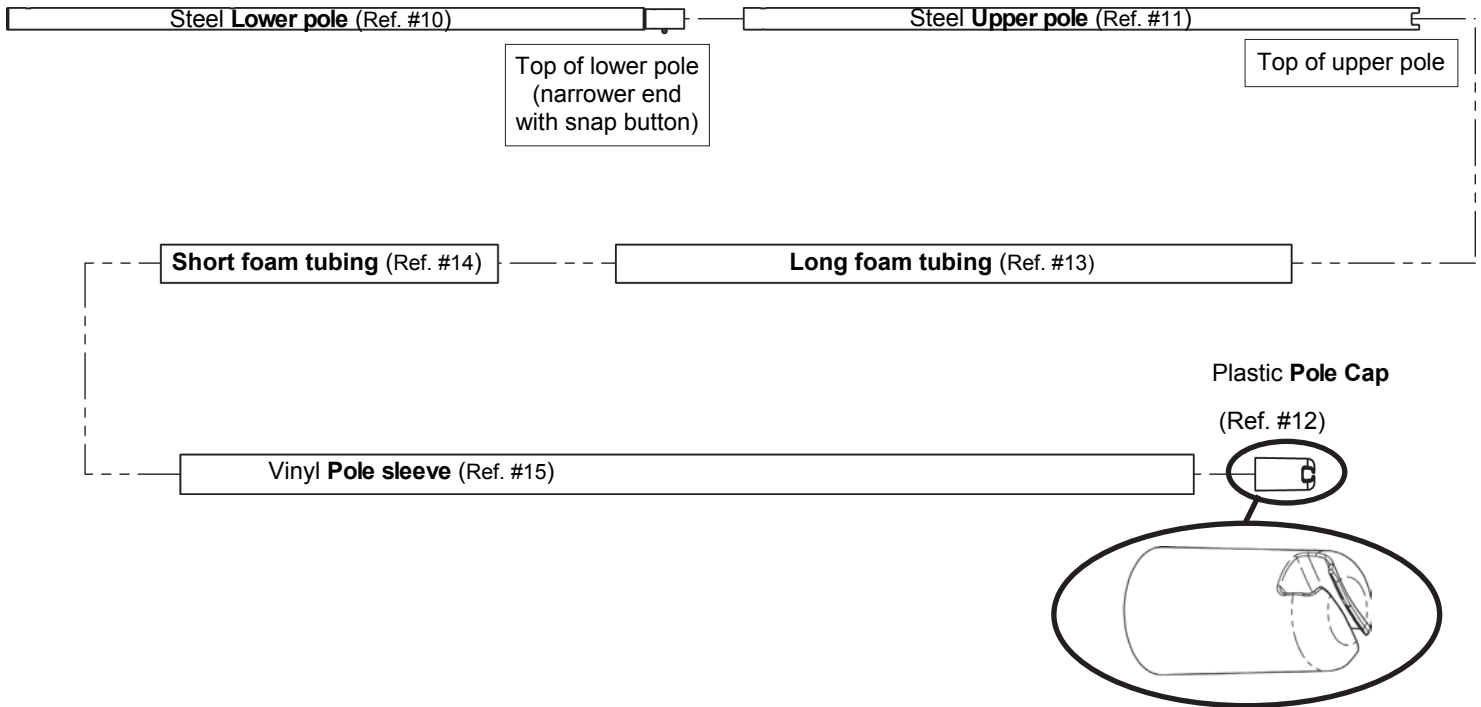 Steel Lower pole (Ref. #10)
Steel Upper pole (Ref. #11)
Top of lower pole
(narrower end
with snap button)
Top of upper pole
Short foam tubing (Ref. #14)
Long foam tubing (Ref. #13)
Plastic Pole Cap
(Ref. #12)
Vinyl Pole sleeve (Ref. #15)